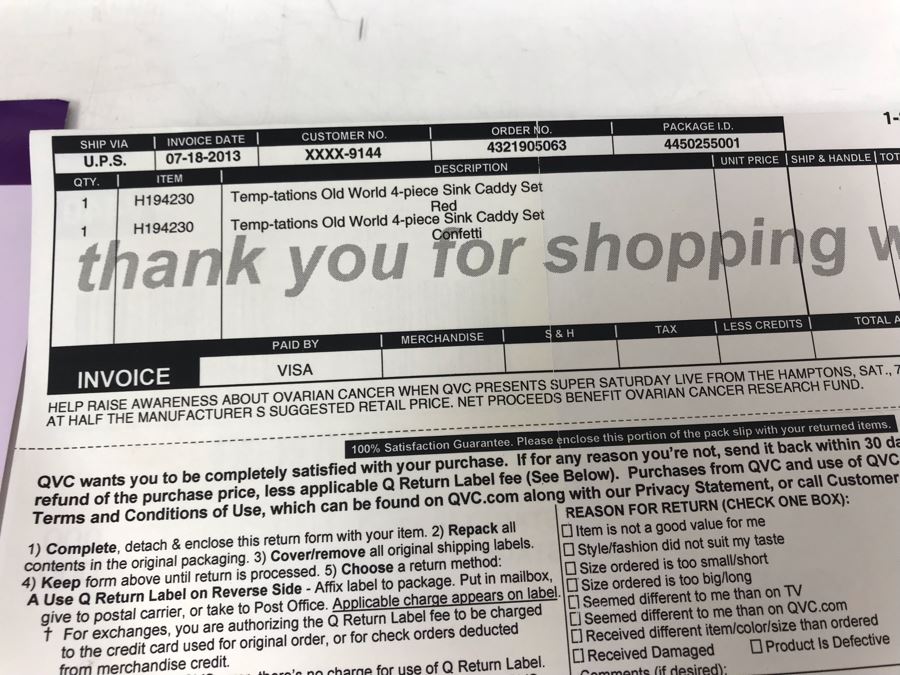 SHIP VIA INVOICE DATE CUSTOMER NO. ORDER NO. PACKAGE I.D.
U.P.S. 07-18-2013 XXXX-9144 4321905063 4450255001
QTY. ITEM DESCRIPTION UNIT PRICE SHIP & HANDLE TOT
1 H194230 Temp-tations Old World 4-piece Sink Caddy Set
Red
1 H194230 Temp-tations Old World 4-piece Sink Caddy Set
Confetti
thank you for shopping w
PAID BY MERCHANDISE S & H TAX LESS CREDITS TOTAL A
INVOICE VISA
HELP RAISE AWARENESS ABOUT OVARIAN CANCER WHEN QVC PRESENTS SUPER SATURDAY LIVE FROM THE HAMPTONS, SAT., 7
AT HALF THE MANUFACTURER S SUGGESTED RETAIL PRICE. NET PROCEEDS BENEFIT OVARIAN CANCER RESEARCH FUND.
100% Satisfaction Guarantee. Please enclose this portion of the pack slip with your returned items.
QVC wants you to be completely satisfied with your purchase. If for any reason you're not, send it back within 30 da
refund of the purchase price, less applicable Q Return Label fee (See Below). Purchases from QVC and use of QVC
Terms and Conditions of Use, which can be found on QVC.com along with our Privacy Statement, or call Customer
1) Complete, detach & enclose this return form with your item. 2) Repack all
contents in the original packaging. 3) Cover/remove all original shipping labels.
4) Keep form above until return is processed. 5) Choose a return method:
A Use Q Return Label on Reverse Side - Affix label to package. Put in mailbox,
give to postal carrier, or take to Post Office. Applicable charge appears on label.
† For exchanges, you are authorizing the Q Return Label fee to be charged
to the credit card used for original order, or for check orders deducted
from merchandise credit.
there's no charge for use of Q Return Label.
REASON FOR RETURN (CHECK ONE BOX):
Item is not a good value for me
Style/fashion did not suit my taste
Size ordered is too small/short
Size ordered is too big/long
Seemed different to me than on TV
Seemed different to me than on QVC.com
Received different item/color/size than ordered
Received Damaged Product Is Defective
Comments (if desired):